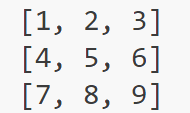 [1, 2, 3]
[4, 5, 6]
[7, 8, 9]